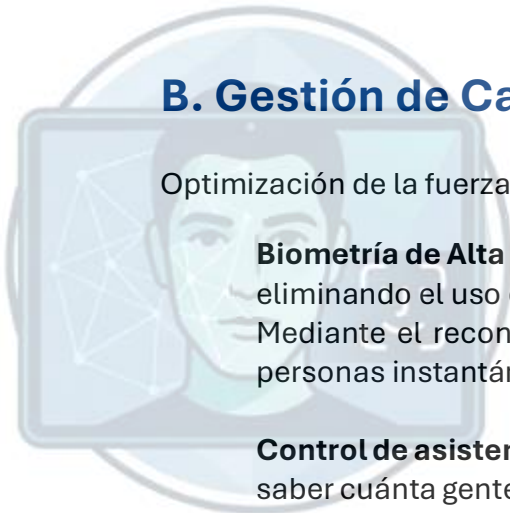 B. Gestión de Ca
Optimización de la fuerza
Biometría de Alta
eliminando el uso
Mediante el recon
personas instantán
Control de asisten
saber cuánta gente